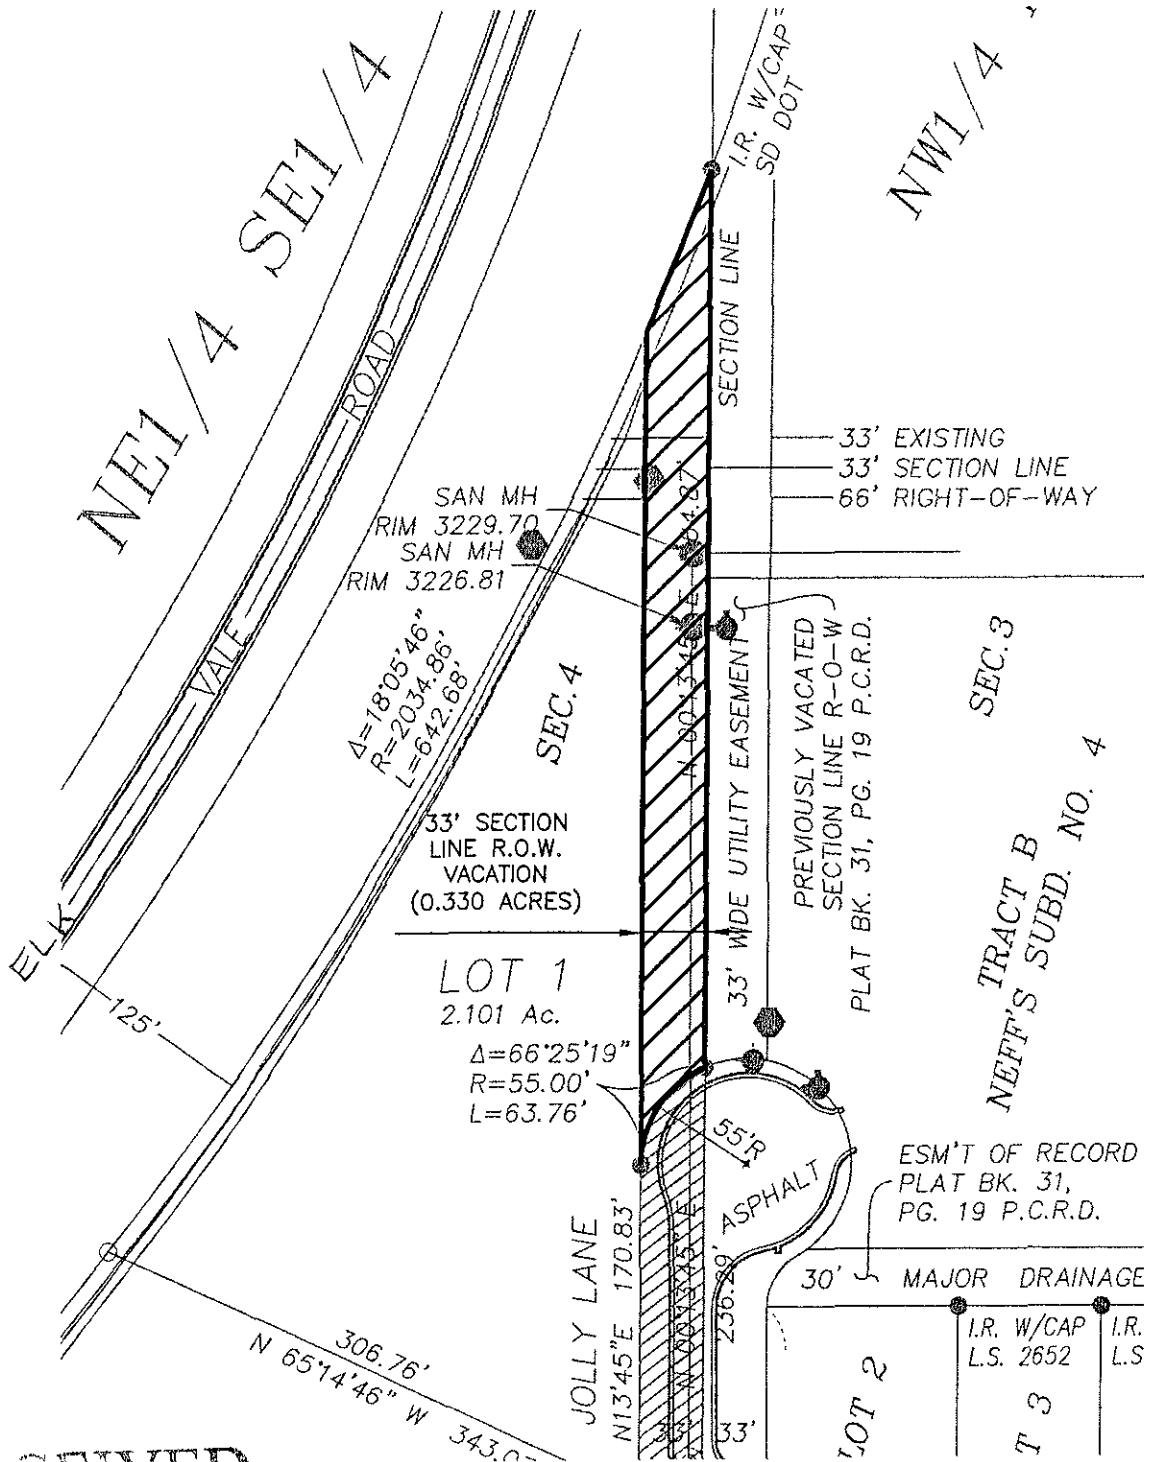 NE1/4 SE1/4
NW1/4
I.R. W/CAP
SD DOT
SECTION LINE
ELK VALE ROAD
33' EXISTING
33' SECTION LINE
66' RIGHT-OF-WAY
SAN MH
RIM 3229.70
SAN MH
RIM 3226.81
Δ=18°05'46"
R=2034.86'
L=642.68'
SEC.4
SEC.3
33' WIDE UTILITY EASEMENT
PREVIOUSLY VACATED
SECTION LINE R-O-W
PLAT BK. 31, PG. 19 P.C.R.D.
33' SECTION
LINE R.O.W.
VACATION
(0.330 ACRES)
TRACT B
NEFF'S SUBD. NO. 4
LOT 1
2.101 Ac.
125'
Δ=66°25'19"
R=55.00'
L=63.76'
55'R
ASPHALT
ESM'T OF RECORD
PLAT BK. 31,
PG. 19 P.C.R.D.
30' MAJOR DRAINAGE
JOLLY LANE
N13'45"E 170.83'
236.29'
I.R. W/CAP
L.S. 2652
I.R.
L.S
306.76'
N 65°14'46" W 343.0
33' 33'
LOT 2
T 3